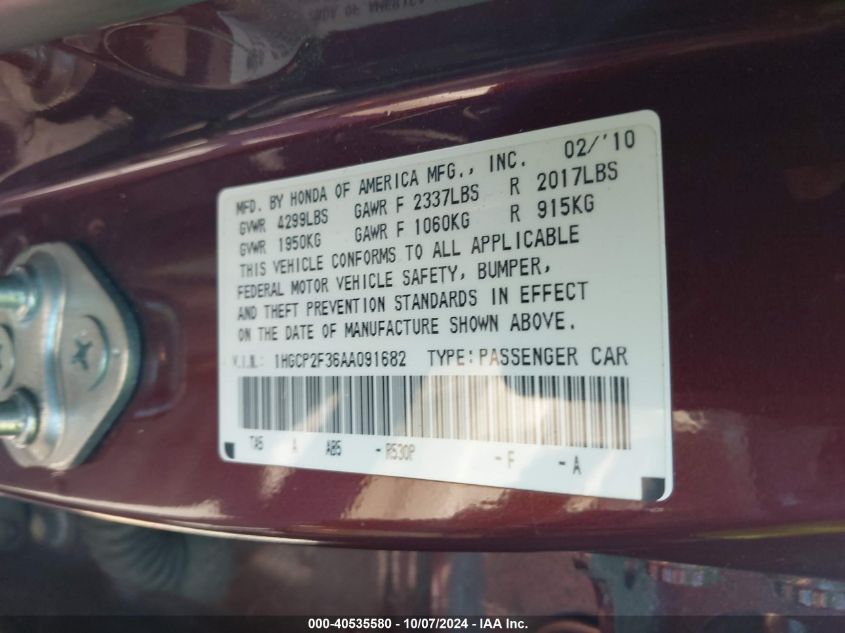 MFD. BY HONDA OF AMERICA MFG., INC. 02/'10
GVWR 4299LBS GAWR F 2337LBS R 2017LBS
GVWR 1950KG GAWR F 1060KG R 915KG
THIS VEHICLE CONFORMS TO ALL APPLICABLE
FEDERAL MOTOR VEHICLE SAFETY, BUMPER,
AND THEFT PREVENTION STANDARDS IN EFFECT
ON THE DATE OF MANUFACTURE SHOWN ABOVE.
V.I.N.: 1HGCP2F36AA091682 TYPE:PASSENGER CAR
TA5 A AB5 - R530P - F - A
000-40535580 - 10/07/2024 - IAA Inc.